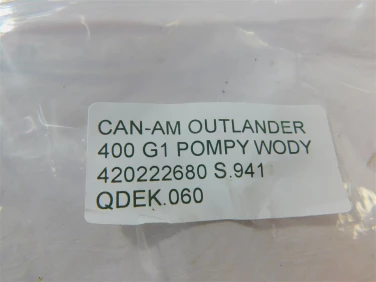 CAN-AM OUTLANDER
400 G1 POMPY WODY
420222680 S.941
QDEK.060